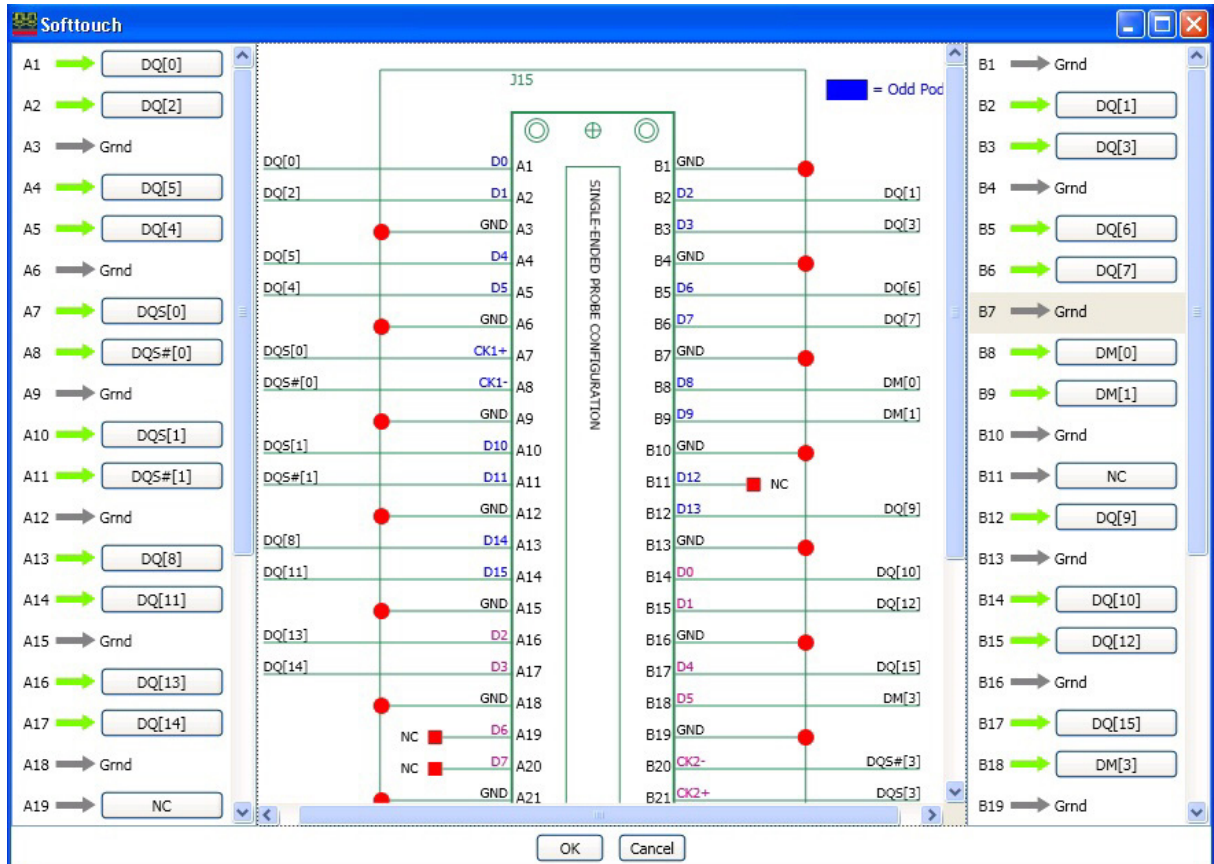 Softtouch
A1 DQ[0]
A2 DQ[2]
A3 Grnd
A4 DQ[5]
A5 DQ[4]
A6 Grnd
A7 DQS[0]
A8 DQS#[0]
A9 Grnd
A10 DQS[1]
A11 DQS#[1]
A12 Grnd
A13 DQ[8]
A14 DQ[11]
A15 Grnd
A16 DQ[13]
A17 DQ[14]
A18 Grnd
A19 NC
J15
= Odd Pod
SINGLE-ENDED PROBE CONFIGURATION
DQ[0] D0 A1 B1 GND
DQ[2] D1 A2 B2 D2 DQ[1]
GND A3 B3 D3 DQ[3]
DQ[5] D4 A4 B4 GND
DQ[4] D5 A5 B5 D6 DQ[6]
GND A6 B6 D7 DQ[7]
DQS[0] CK1+ A7 B7 GND
DQS#[0] CK1- A8 B8 D8 DM[0]
GND A9 B9 D9 DM[1]
DQS[1] D10 A10 B10 GND
DQS#[1] D11 A11 B11 D12 NC
GND A12 B12 D13 DQ[9]
DQ[8] D14 A13 B13 GND
DQ[11] D15 A14 B14 D0 DQ[10]
GND A15 B15 D1 DQ[12]
DQ[13] D2 A16 B16 GND
DQ[14] D3 A17 B17 D4 DQ[15]
GND A18 B18 D5 DM[3]
NC D6 A19 B19 GND
NC D7 A20 B20 CK2- DQS#[3]
GND A21 B21 CK2+ DQS[3]
B1 Grnd
B2 DQ[1]
B3 DQ[3]
B4 Grnd
B5 DQ[6]
B6 DQ[7]
B7 Grnd
B8 DM[0]
B9 DM[1]
B10 Grnd
B11 NC
B12 DQ[9]
B13 Grnd
B14 DQ[10]
B15 DQ[12]
B16 Grnd
B17 DQ[15]
B18 DM[3]
B19 Grnd
OK Cancel